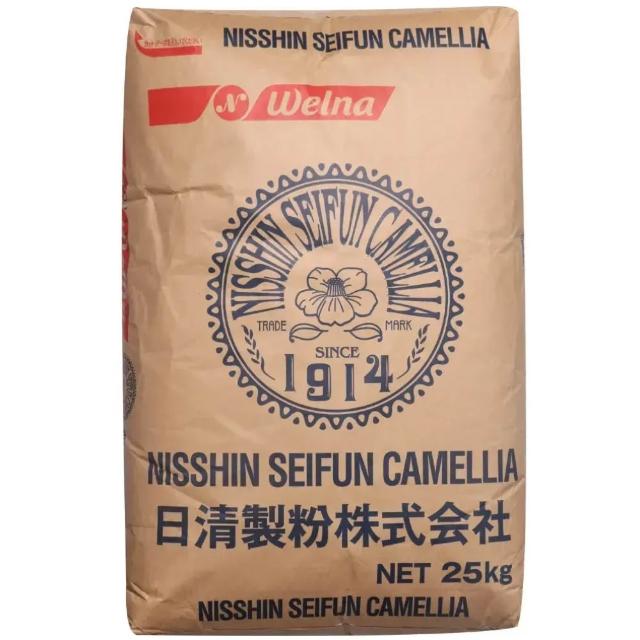 NISSHIN SEIFUN CAMELLIA
N Welna
NISSHIN SEIFUN CAMELLIA
TRADE MARK
SINCE
1914
NISSHIN SEIFUN CAMELLIA
日清製粉株式会社
NET 25kg
NISSHIN SEIFUN CAMELLIA